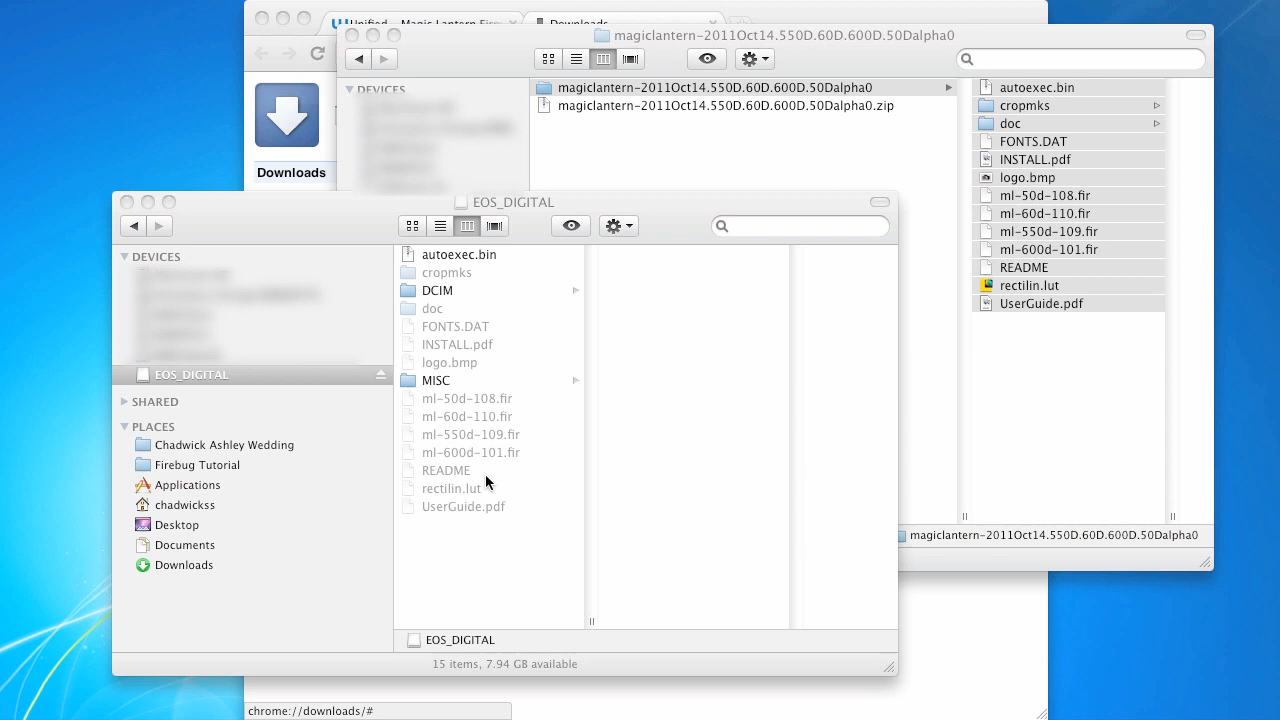 Unified
Magic Lantern Fir
Downloads
magiclantern-2011Oct14.550D.60D.600D.50Dalpha0
DEVICES
magiclantern-2011Oct14.550D.60D.600D.50Dalpha0
magiclantern-2011Oct14.550D.60D.600D.50Dalpha0.zip
autoexec.bin
cropmks
doc
FONTS.DAT
INSTALL.pdf
logo.bmp
ml-50d-108.fir
ml-60d-110.fir
ml-550d-109.fir
ml-600d-101.fir
README
rectilin.lut
UserGuide.pdf
magiclantern-2011Oct14.550D.60D.600D.50Dalpha0
Downloads
EOS_DIGITAL
DEVICES
EOS_DIGITAL
SHARED
PLACES
Chadwick Ashley Wedding
Firebug Tutorial
Applications
chadwickss
Desktop
Documents
Downloads
autoexec.bin
cropmks
DCIM
doc
FONTS.DAT
INSTALL.pdf
logo.bmp
MISC
ml-50d-108.fir
ml-60d-110.fir
ml-550d-109.fir
ml-600d-101.fir
README
rectilin.lut
UserGuide.pdf
EOS_DIGITAL
15 items, 7.94 GB available
chrome://downloads/#